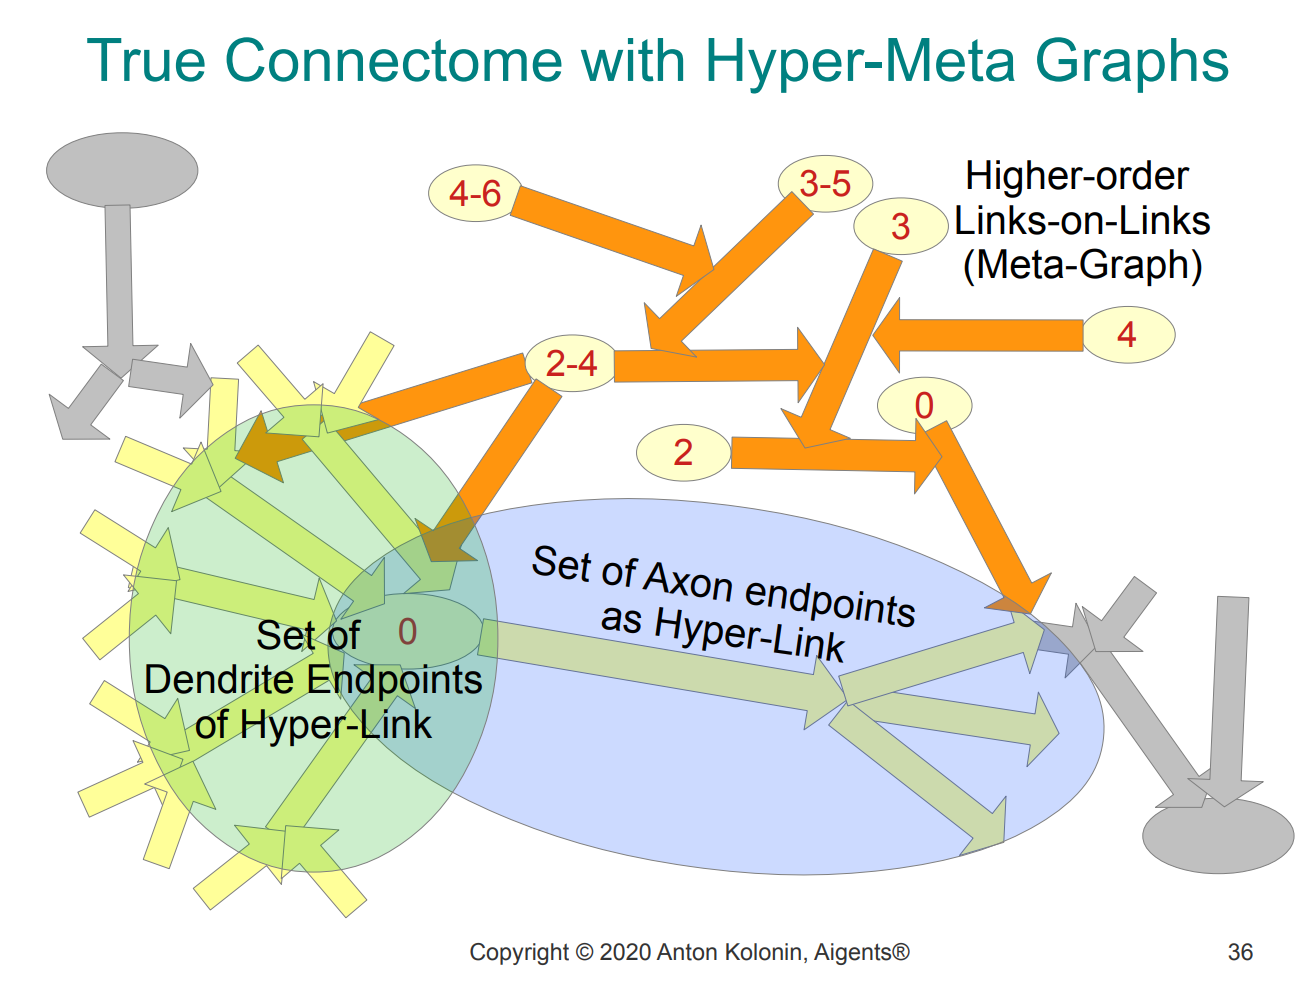 True Connectome with Hyper-Meta Graphs
4-6
3-5
3
Higher-order
Links-on-Links
(Meta-Graph)
4
2-4
0
2
Set of Axon endpoints
as Hyper-Link
0
Set of
Dendrite Endpoints
of Hyper-Link
Copyright © 2020 Anton Kolonin, Aigents®
36